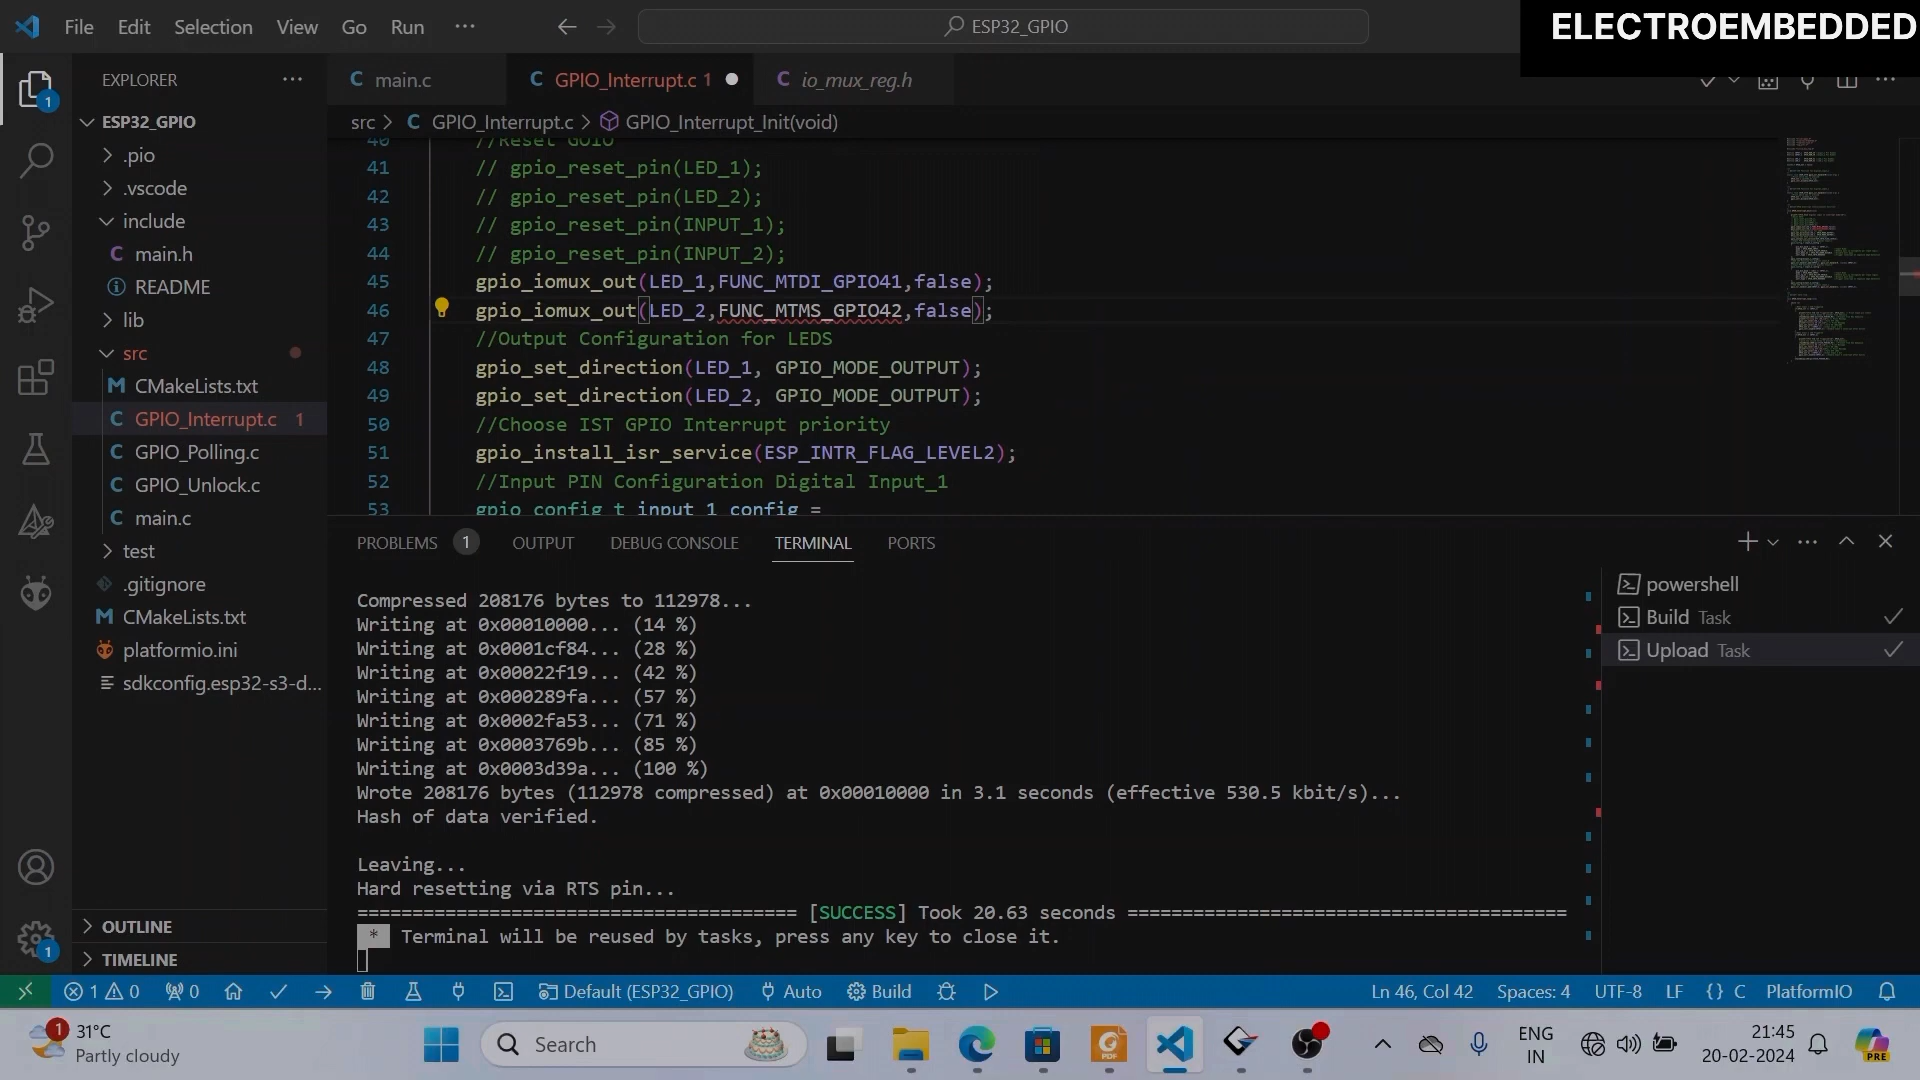 File Edit Selection View Go Run ... ESP32_GPIO
ELECTROEMBEDDED
EXPLORER
main.c GPIO_Interrupt.c 1 io_mux_reg.h
src > C GPIO_Interrupt.c > GPIO_Interrupt_Init(void)
ESP32_GPIO
.pio
.vscode
include
C main.h
README
lib
src
M CMakeLists.txt
C GPIO_Interrupt.c 1
C GPIO_Polling.c
C GPIO_Unlock.c
C main.c
test
.gitignore
M CMakeLists.txt
platformio.ini
sdkconfig.esp32-s3-d...
OUTLINE
TIMELINE
40 //Reset GOIO
41 // gpio_reset_pin(LED_1);
42 // gpio_reset_pin(LED_2);
43 // gpio_reset_pin(INPUT_1);
44 // gpio_reset_pin(INPUT_2);
45 gpio_iomux_out(LED_1,FUNC_MTDI_GPIO41,false);
46 gpio_iomux_out(LED_2,FUNC_MTMS_GPIO42,false);
47 //Output Configuration for LEDS
48 gpio_set_direction(LED_1, GPIO_MODE_OUTPUT);
49 gpio_set_direction(LED_2, GPIO_MODE_OUTPUT);
50 //Choose IST GPIO Interrupt priority
51 gpio_install_isr_service(ESP_INTR_FLAG_LEVEL2);
52 //Input PIN Configuration Digital Input_1
53 gpio_config_t input_1_config =
PROBLEMS 1 OUTPUT DEBUG CONSOLE TERMINAL PORTS
Compressed 208176 bytes to 112978...
Writing at 0x00010000... (14 %)
Writing at 0x0001cf84... (28 %)
Writing at 0x00022f19... (42 %)
Writing at 0x000289fa... (57 %)
Writing at 0x0002fa53... (71 %)
Writing at 0x0003769b... (85 %)
Writing at 0x0003d39a... (100 %)
Wrote 208176 bytes (112978 compressed) at 0x00010000 in 3.1 seconds (effective 530.5 kbit/s)...
Hash of data verified.
Leaving...
Hard resetting via RTS pin...
======================================== [SUCCESS] Took 20.63 seconds ========================================
* Terminal will be reused by tasks, press any key to close it.
powershell
Build Task
Upload Task
1 0 0 Default (ESP32_GPIO) Auto Build Ln 46, Col 42 Spaces: 4 UTF-8 LF {} C PlatformIO
1 31°C
Partly cloudy
Search
ENG
IN
21:45
20-02-2024
PDF
PRE